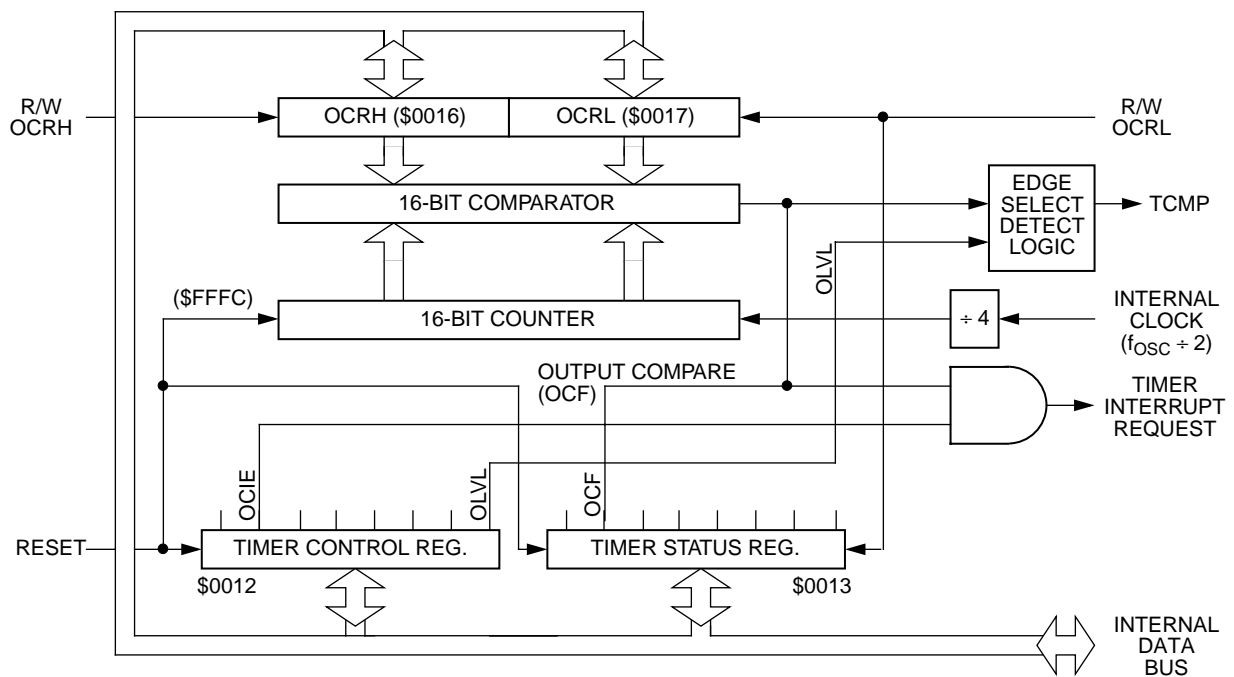 R/W
OCRH
OCRH ($0016)
OCRL ($0017)
R/W
OCRL
16-BIT COMPARATOR
EDGE
SELECT
DETECT
LOGIC
TCMP
OLVL
($FFFC)
16-BIT COUNTER
÷ 4
INTERNAL
CLOCK
(fOSC ÷ 2)
OUTPUT COMPARE
(OCF)
TIMER
INTERRUPT
REQUEST
OCIE
OLVL
OCF
RESET
TIMER CONTROL REG.
TIMER STATUS REG.
$0012
$0013
INTERNAL
DATA
BUS